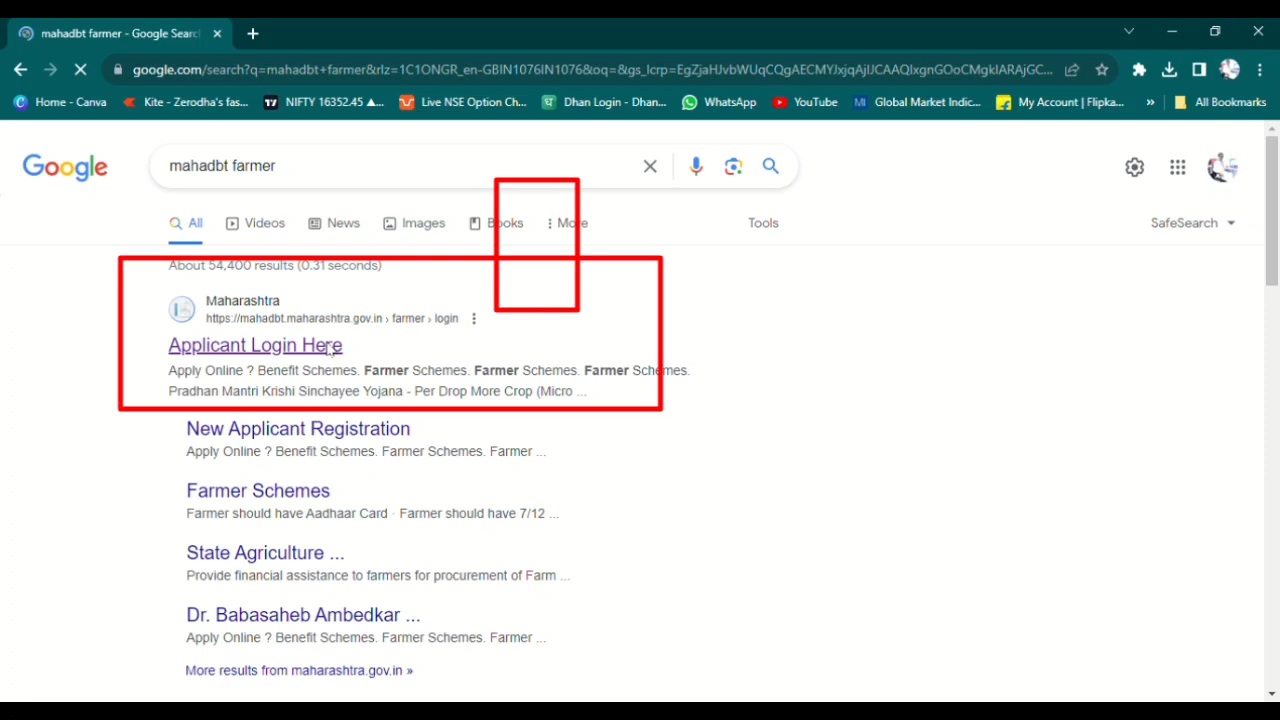 mahadbt farmer - Google Searc
google.com/search?q=mahadbt+farmer&rlz=1C1ONGR_en-GBIN1076IN1076&oq=&gs_lcrp=
Home - Canva
Kite - Zerodha's fas...
NIFTY 16352.45 ▲...
Live NSE Option Ch...
Dhan Login - Dhan...
WhatsApp
YouTube
Global Market Indic...
My Account | Flipka...
»
All Bookmarks
Google
mahadbt farmer
All
Videos
News
Images
Books
More
Tools
SafeSearch
About 54,400 results (0.31 seconds)
Maharashtra
https://mahadbt.maharashtra.gov.in › farmer › login
Applicant Login Here
Apply Online ? Benefit Schemes. Farmer Schemes. Farmer Schemes. Farmer Schemes.
Pradhan Mantri Krishi Sinchayee Yojana - Per Drop More Crop (Micro ...
New Applicant Registration
Apply Online ? Benefit Schemes. Farmer Schemes. Farmer ...
Farmer Schemes
Farmer should have Aadhaar Card · Farmer should have 7/12 ...
State Agriculture ...
Provide financial assistance to farmers for procurement of Farm ...
Dr. Babasaheb Ambedkar ...
Apply Online ? Benefit Schemes. Farmer Schemes. Farmer ...
More results from maharashtra.gov.in »